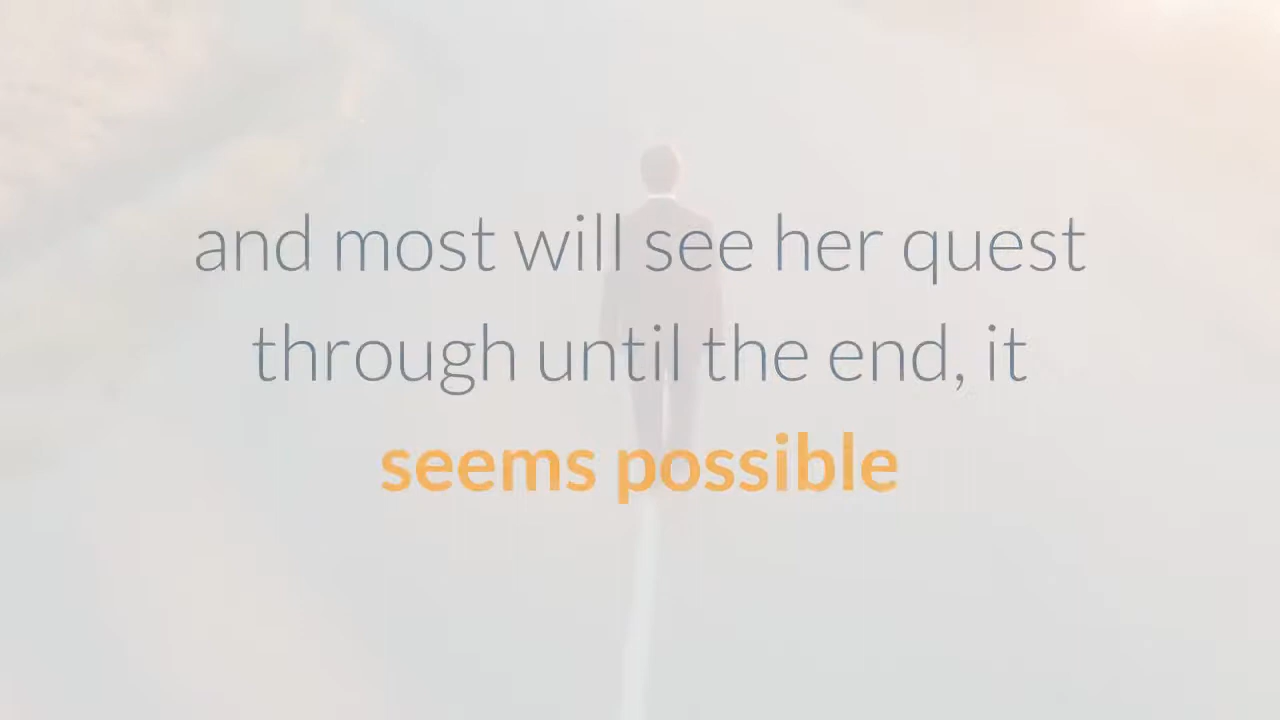 and most will see her quest
through until the end, it
seems possible